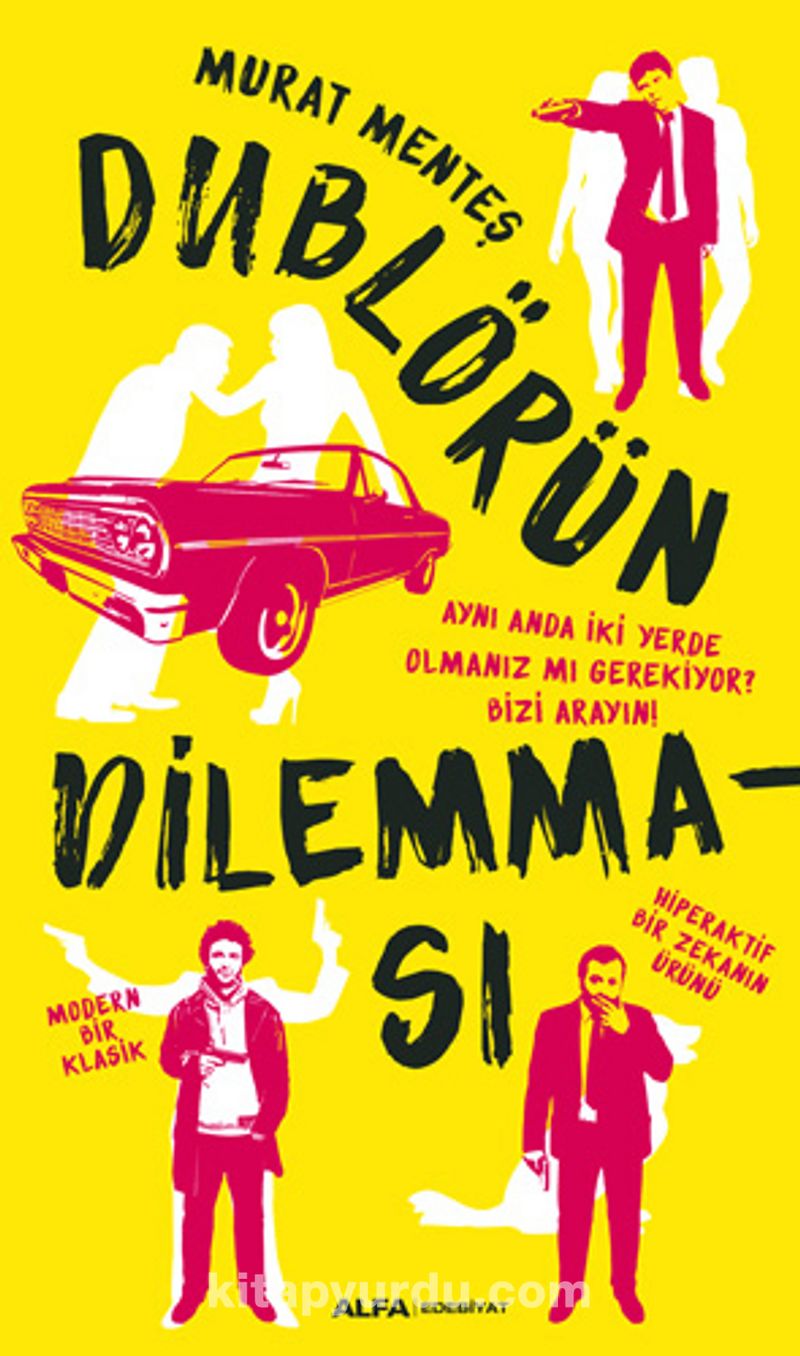 MURAT MENTEŞ
DUBLÖRÜN
AYNI ANDA İKİ YERDE
OLMANIZ MI GEREKİYOR?
BİZİ ARAYIN!
DİLEMMA-
SI
HİPERAKTİF
BİR ZEKANIN
ÜRÜNÜ
MODERN
BİR
KLASİK
kitapyurdu.com
ALFA | EDEBİYAT